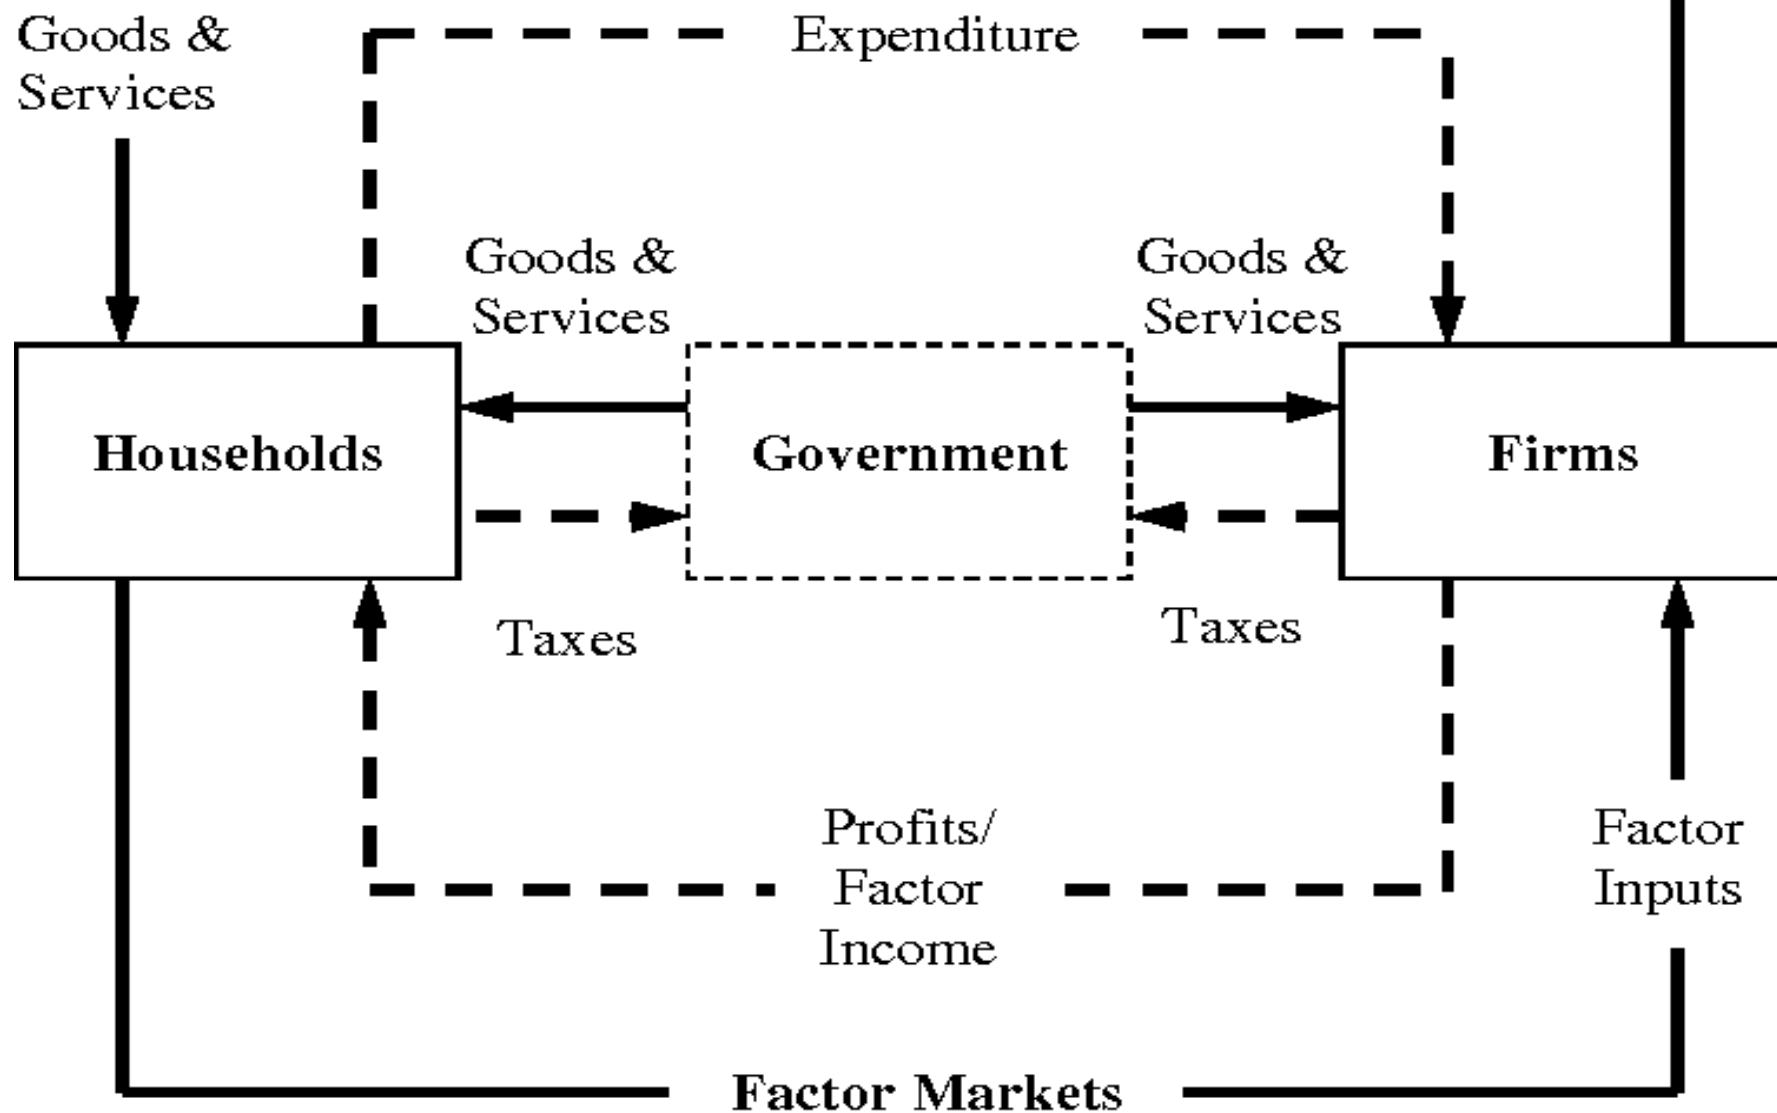 Goods &
Services
Expenditure
Goods &
Services
Goods &
Services
Households
Government
Firms
Taxes
Taxes
Profits/
Factor
Income
Factor
Inputs
Factor Markets